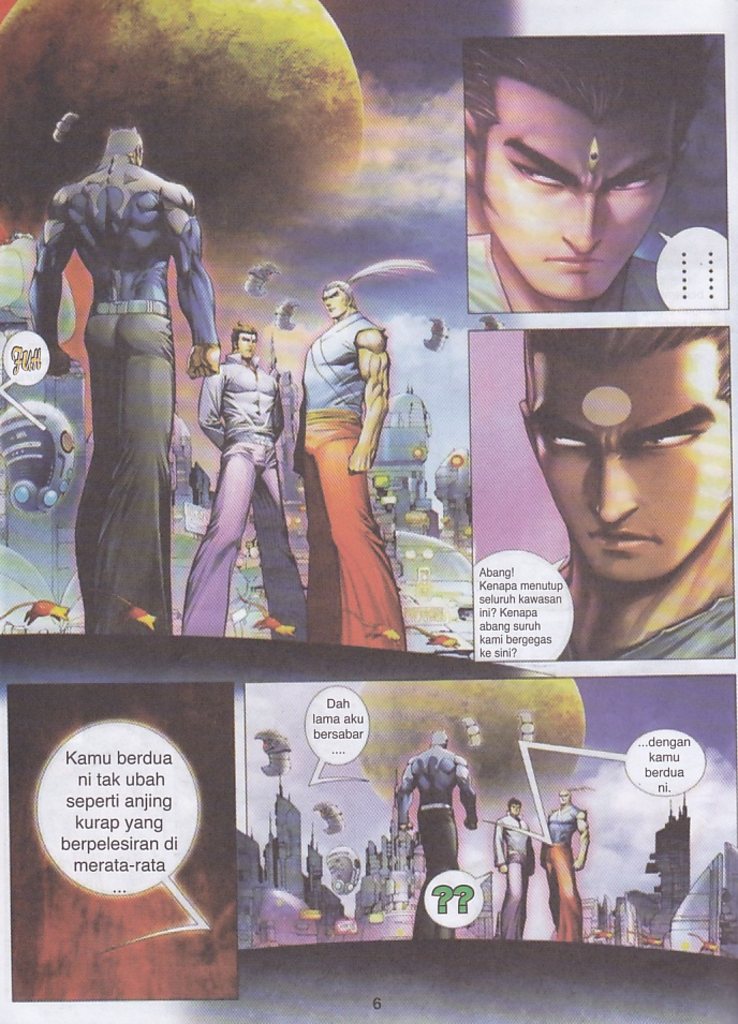 FUH
......
......
Abang!
Kenapa menutup
seluruh kawasan
ini? Kenapa
abang suruh
kami bergegas
ke sini?
Kamu berdua
ni tak ubah
seperti anjing
kurap yang
berpelesiran di
merata-rata
...
Dah
lama aku
bersabar
....
...dengan
kamu
berdua
ni.
??
6